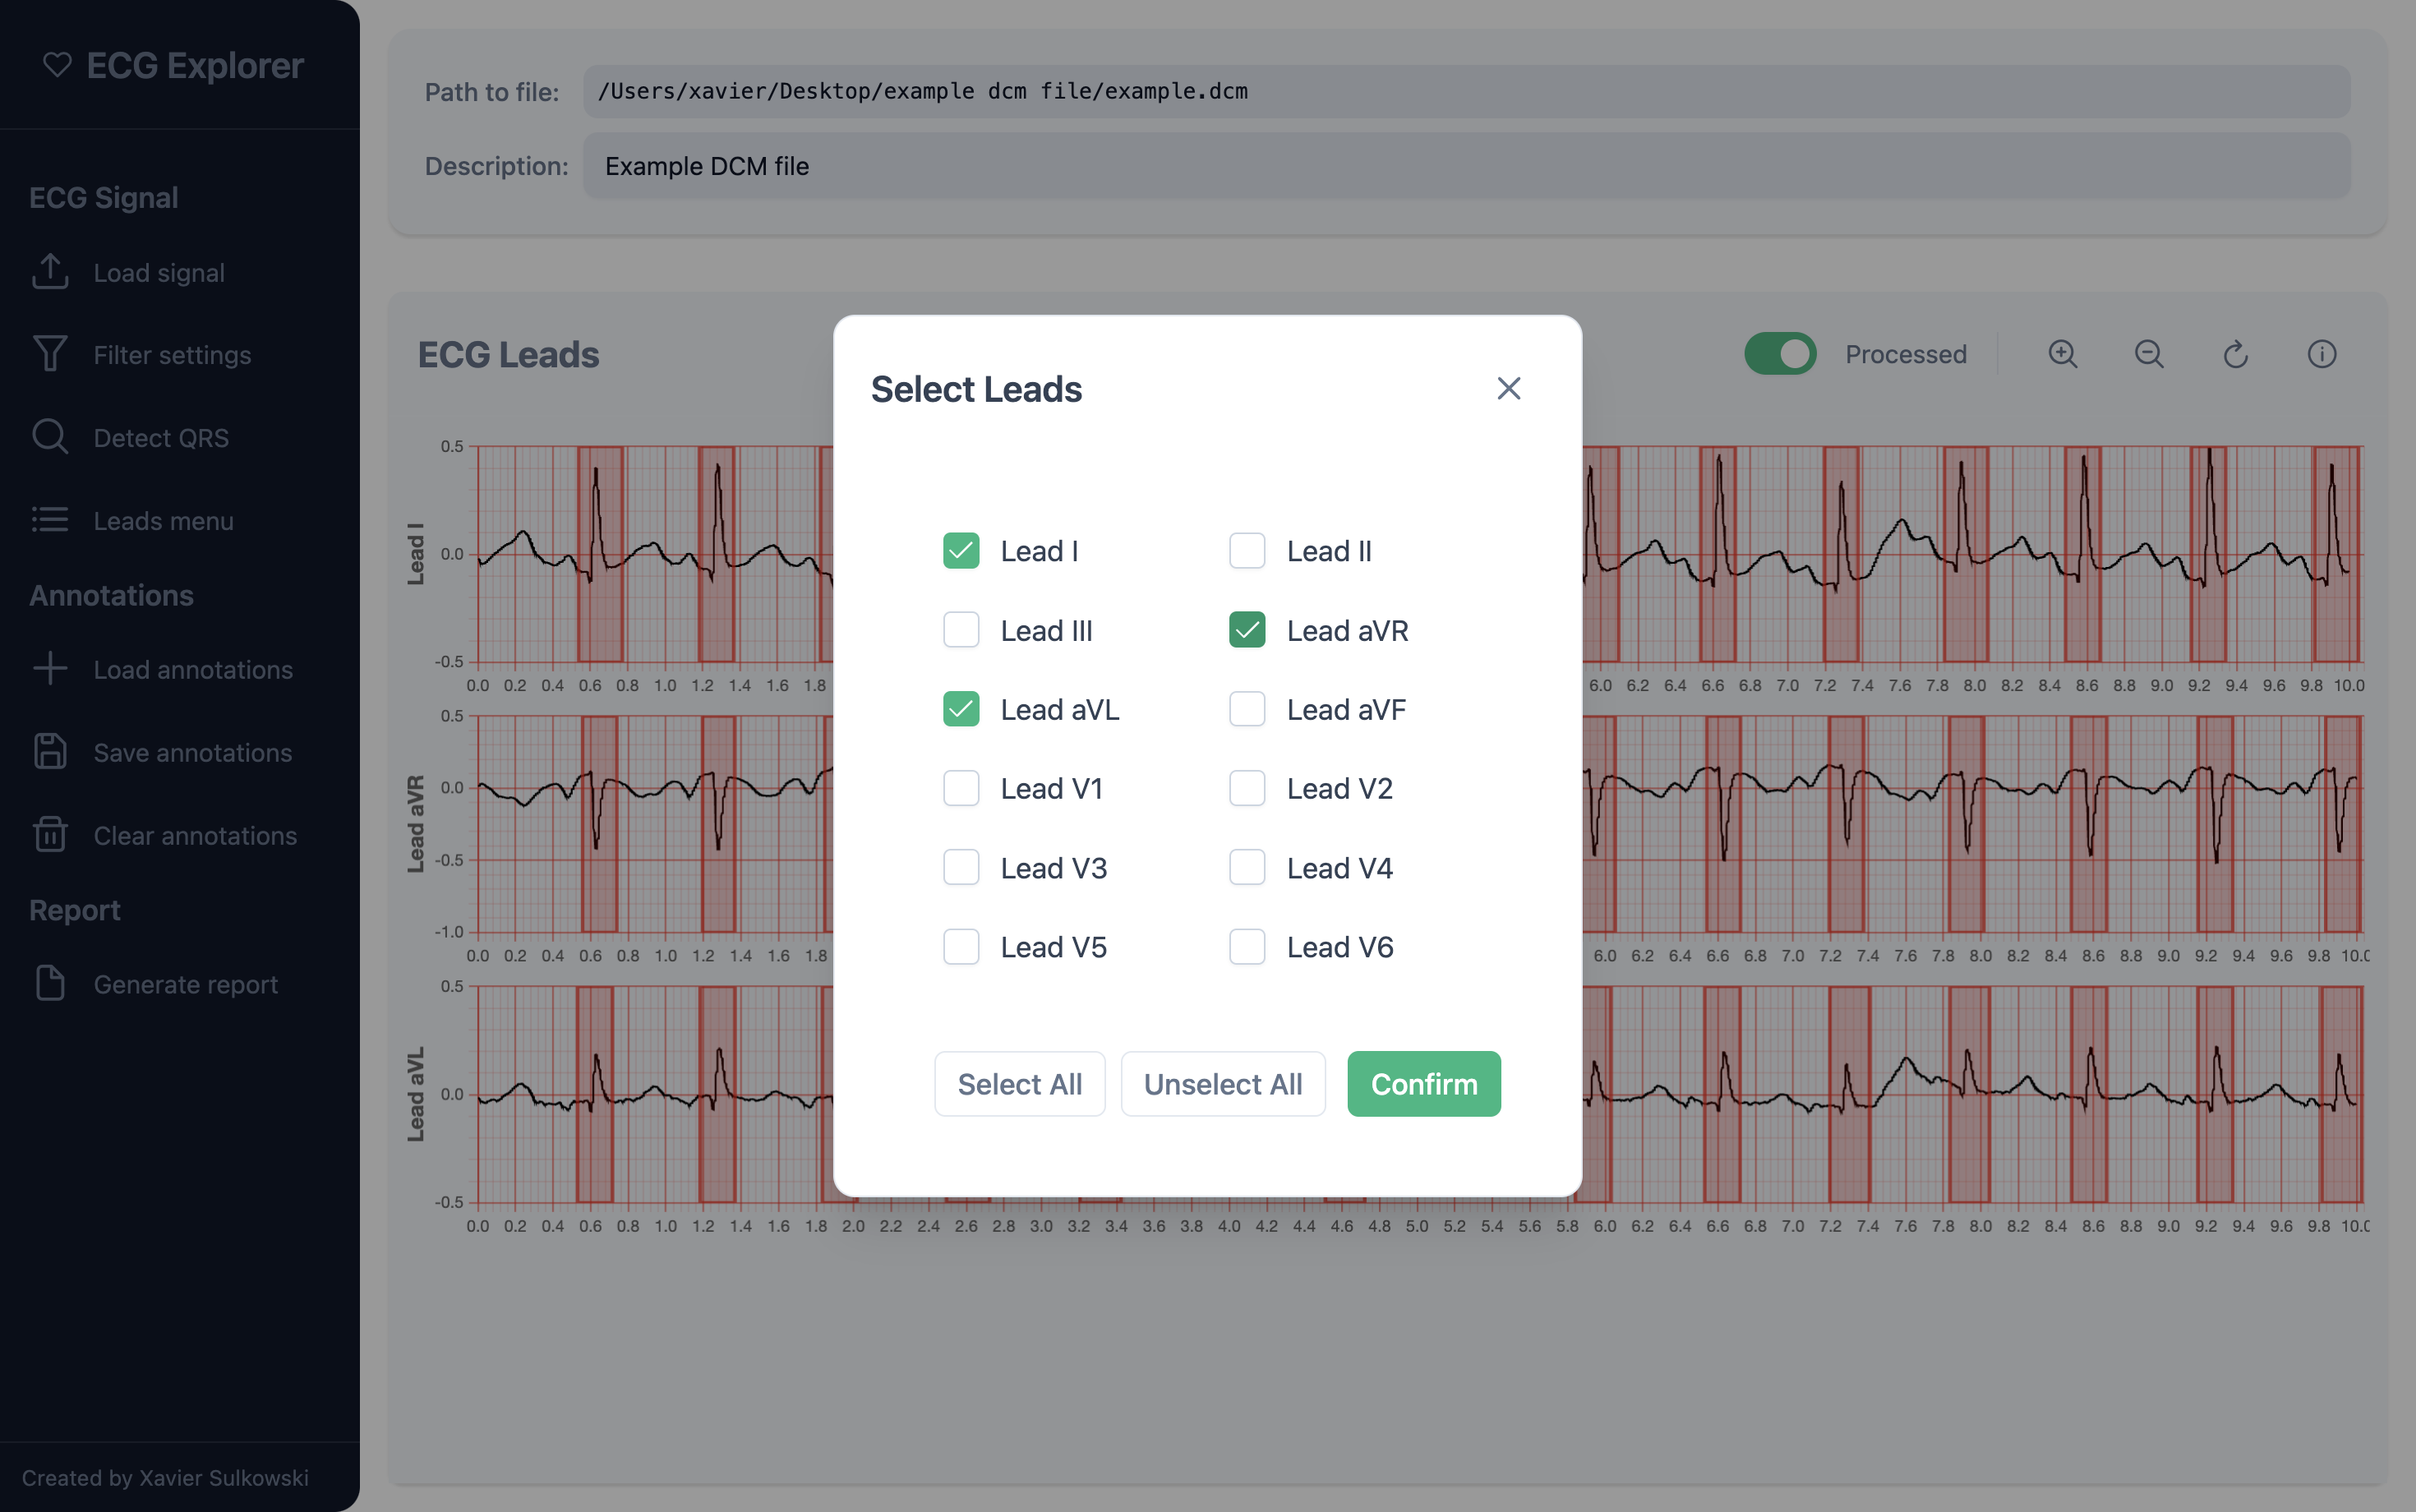 ECG Explorer
Path to file: /Users/xavier/Desktop/example dcm file/example.dcm
Description: Example DCM file
ECG Signal
Load signal
Filter settings
Detect QRS
Leads menu
Annotations
Load annotations
Save annotations
Clear annotations
Report
Generate report
Created by Xavier Sulkowski
ECG Leads
Processed
Select Leads
Lead I Lead II
Lead III Lead aVR
Lead aVL Lead aVF
Lead V1 Lead V2
Lead V3 Lead V4
Lead V5 Lead V6
Select All Unselect All Confirm
Lead I
0.5
0.0
-0.5
0.0 0.2 0.4 0.6 0.8 1.0 1.2 1.4 1.6 1.8 6.0 6.2 6.4 6.6 6.8 7.0 7.2 7.4 7.6 7.8 8.0 8.2 8.4 8.6 8.8 9.0 9.2 9.4 9.6 9.8 10.0
Lead aVR
0.5
0.0
-0.5
-1.0
0.0 0.2 0.4 0.6 0.8 1.0 1.2 1.4 1.6 1.8 6.0 6.2 6.4 6.6 6.8 7.0 7.2 7.4 7.6 7.8 8.0 8.2 8.4 8.6 8.8 9.0 9.2 9.4 9.6 9.8 10.0
Lead aVL
0.5
0.0
-0.5
0.0 0.2 0.4 0.6 0.8 1.0 1.2 1.4 1.6 1.8 2.0 2.2 2.4 2.6 2.8 3.0 3.2 3.4 3.6 3.8 4.0 4.2 4.4 4.6 4.8 5.0 5.2 5.4 5.6 5.8 6.0 6.2 6.4 6.6 6.8 7.0 7.2 7.4 7.6 7.8 8.0 8.2 8.4 8.6 8.8 9.0 9.2 9.4 9.6 9.8 10.0